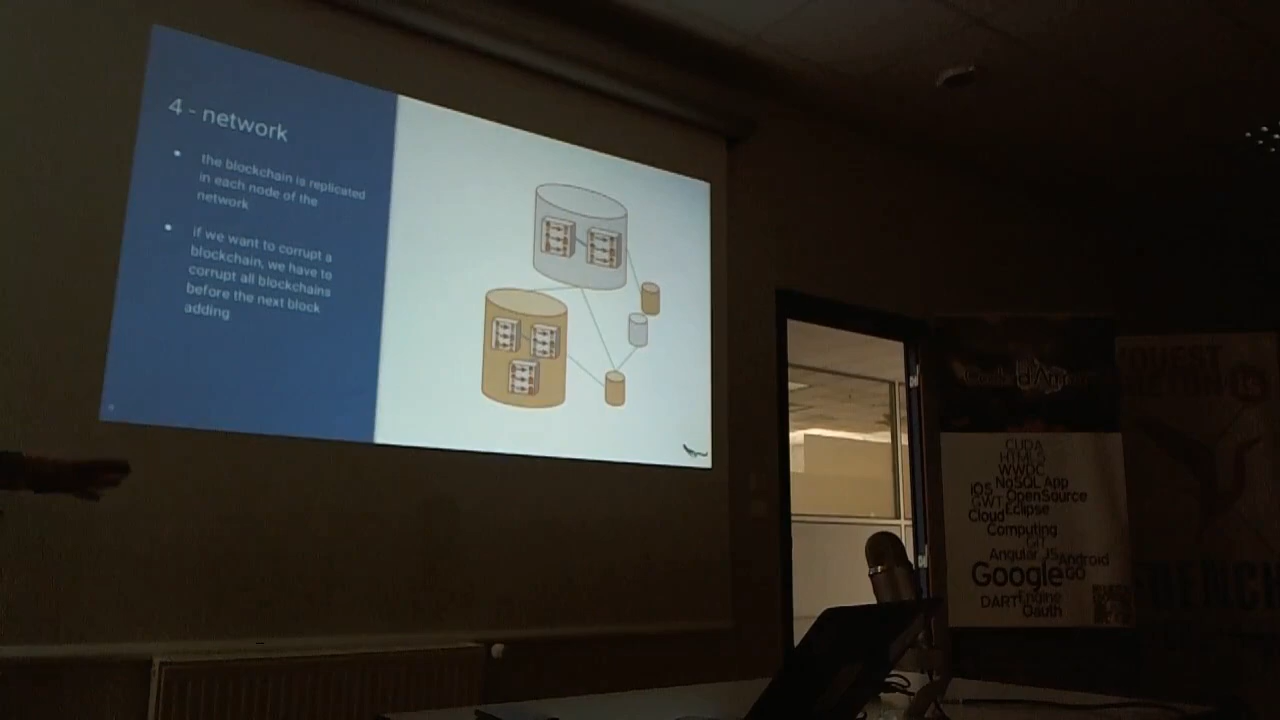 4 - network
the blockchain is replicated
in each node of the
network
if we want to corrupt a
blockchain, we have to
corrupt all blockchains
before the next block
adding
CUDA
HTML5
WWDC
NoSQL App
iOS OpenSource
GWT Eclipse
Cloud
Computing
Git
Angular JS Android
Google GO
DART Engine
Oauth